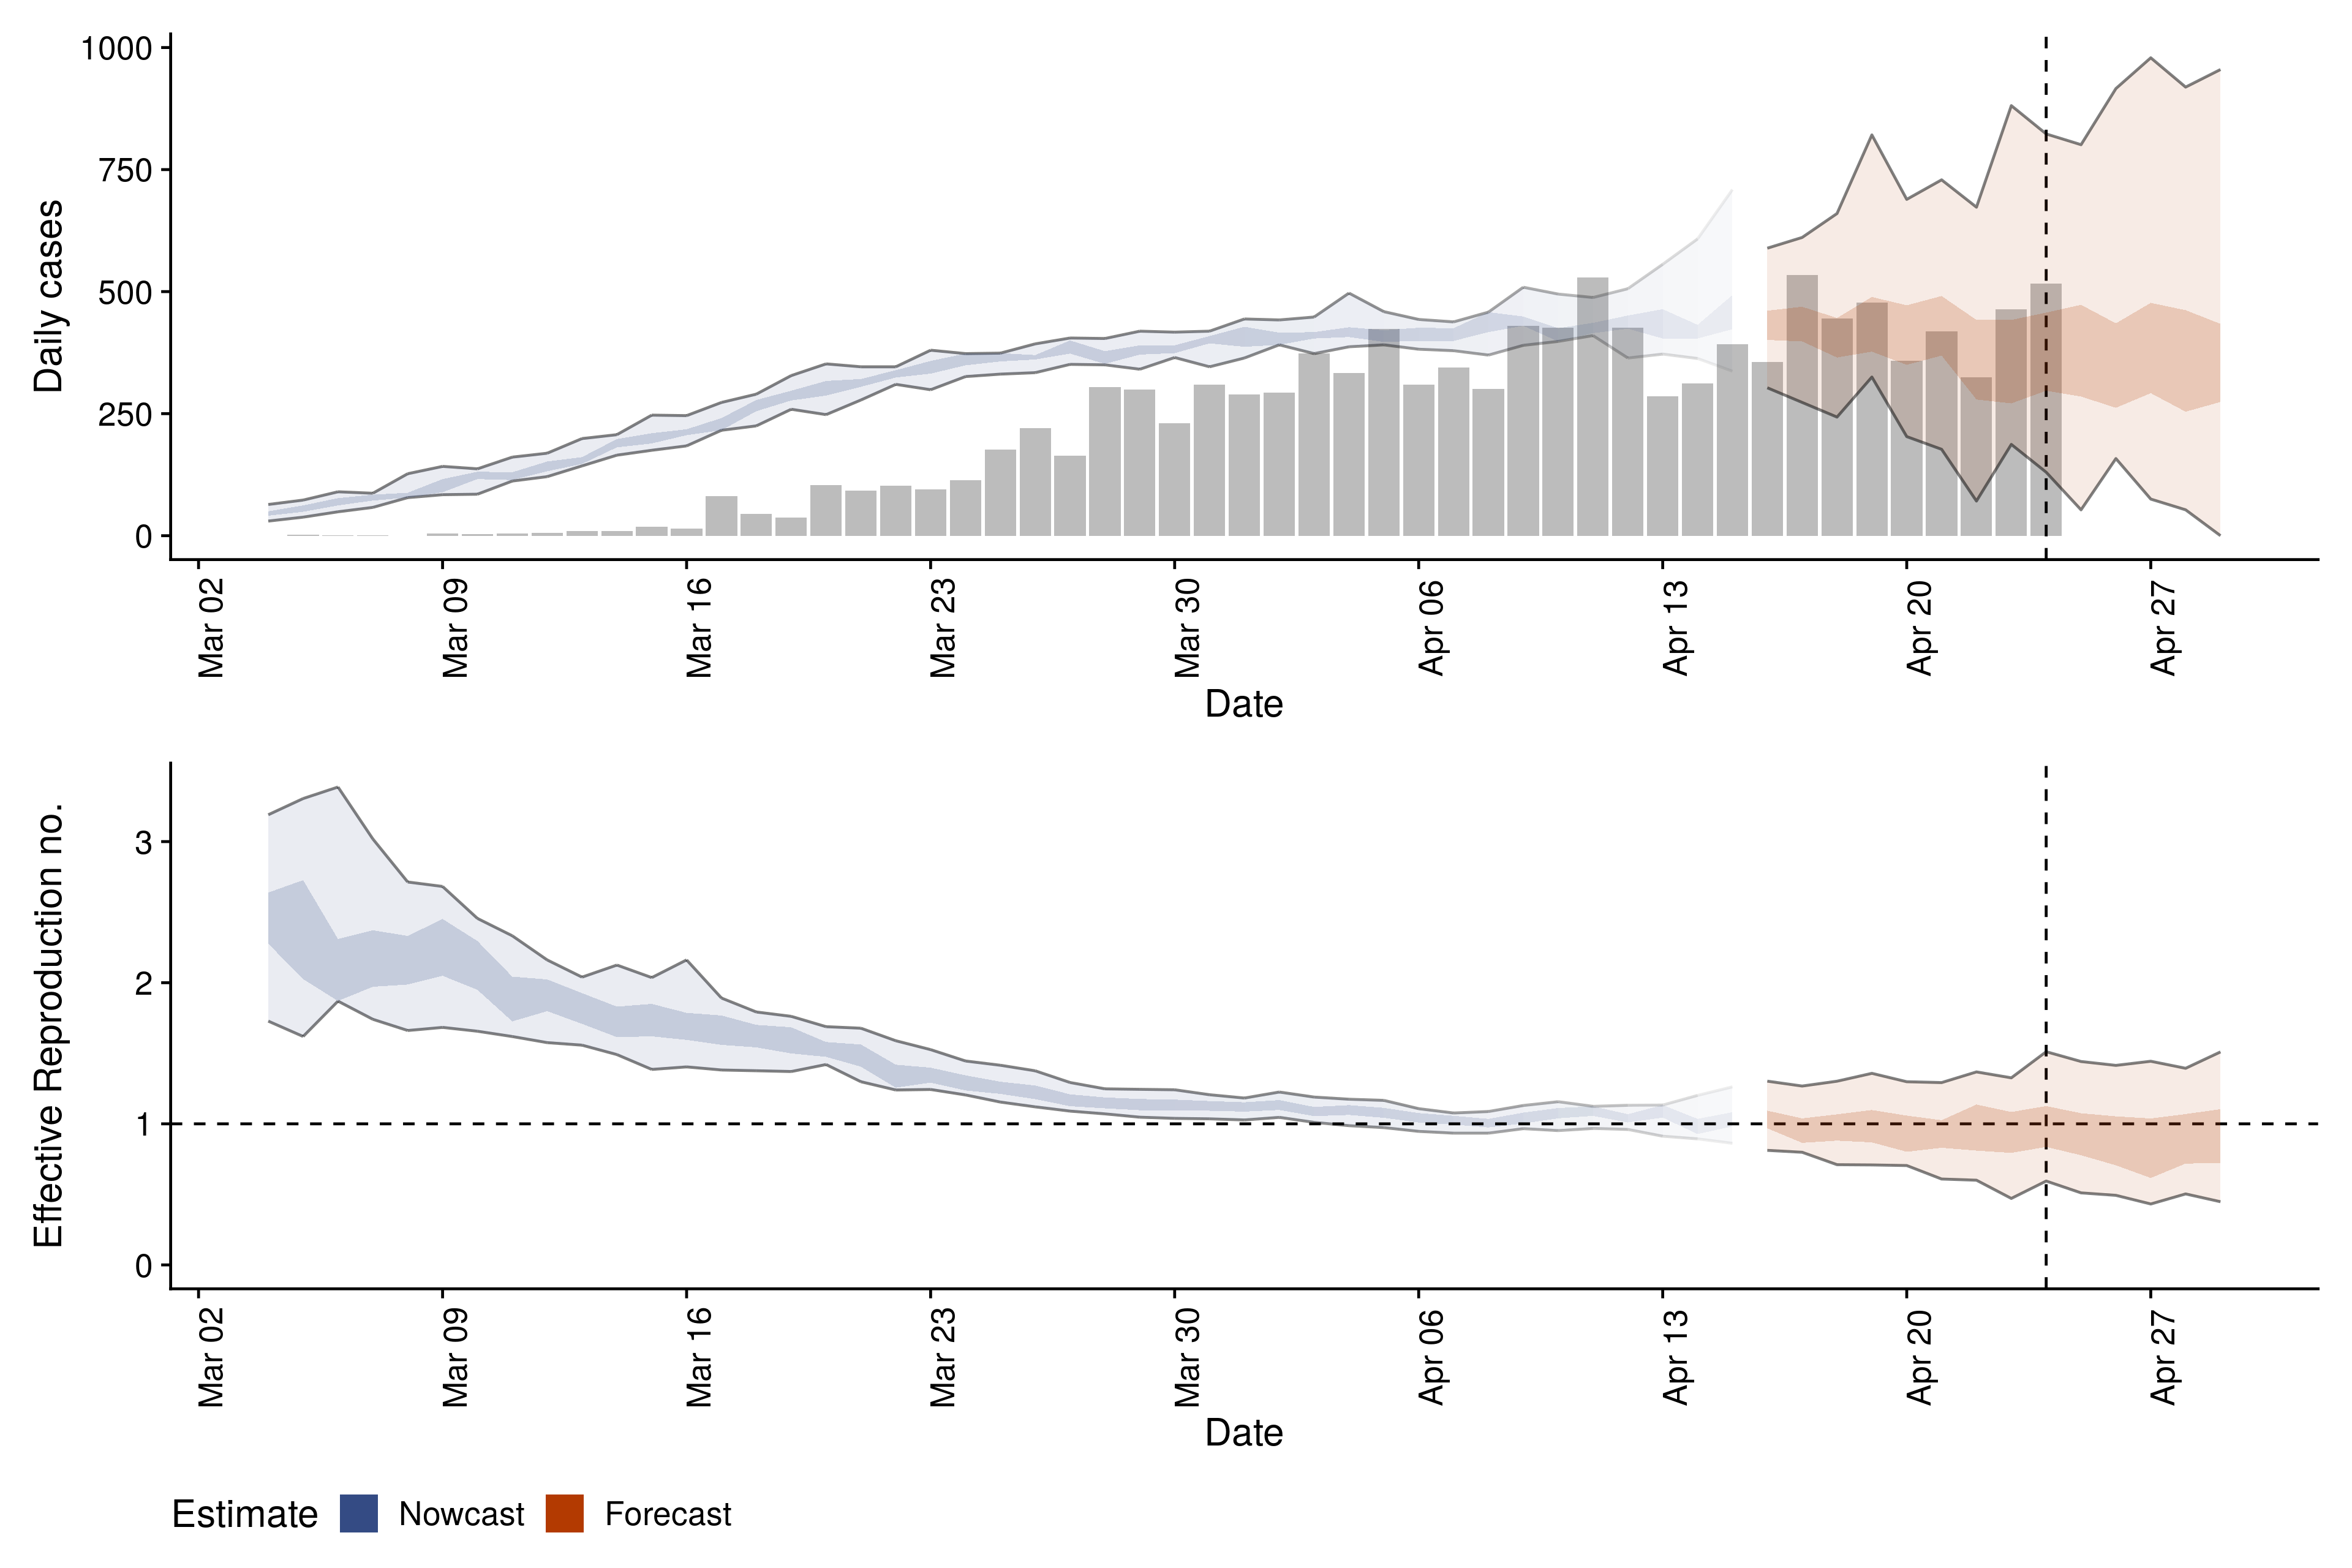 1000
750
500
250
0
Daily cases
Mar 02 Mar 09 Mar 16 Mar 23 Mar 30 Apr 06 Apr 13 Apr 20 Apr 27
Date
3
2
1
0
Effective Reproduction no.
Mar 02 Mar 09 Mar 16 Mar 23 Mar 30 Apr 06 Apr 13 Apr 20 Apr 27
Date
Estimate Nowcast Forecast